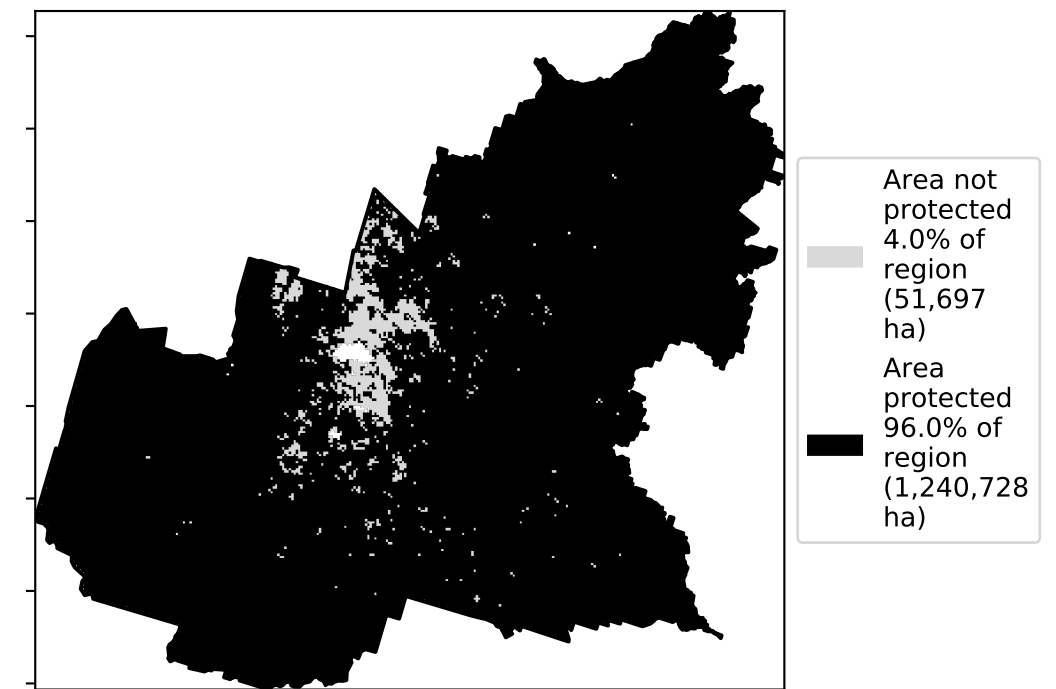 Area not
protected
4.0% of
region
(51,697
ha)
Area
protected
96.0% of
region
(1,240,728
ha)